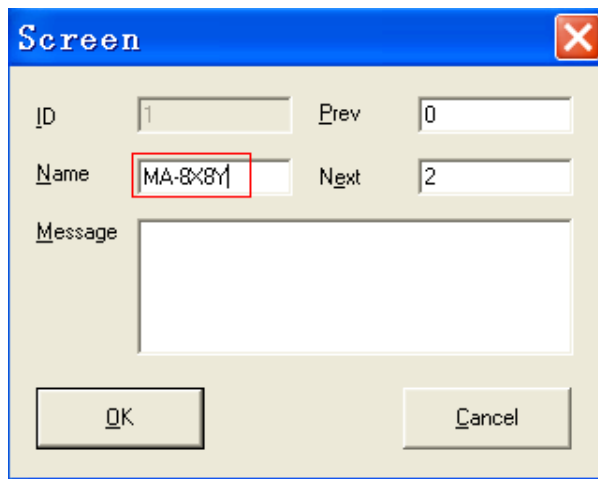 Screen
ID 1 Prev 0
Name MA-8X8Y Next 2
Message
OK Cancel